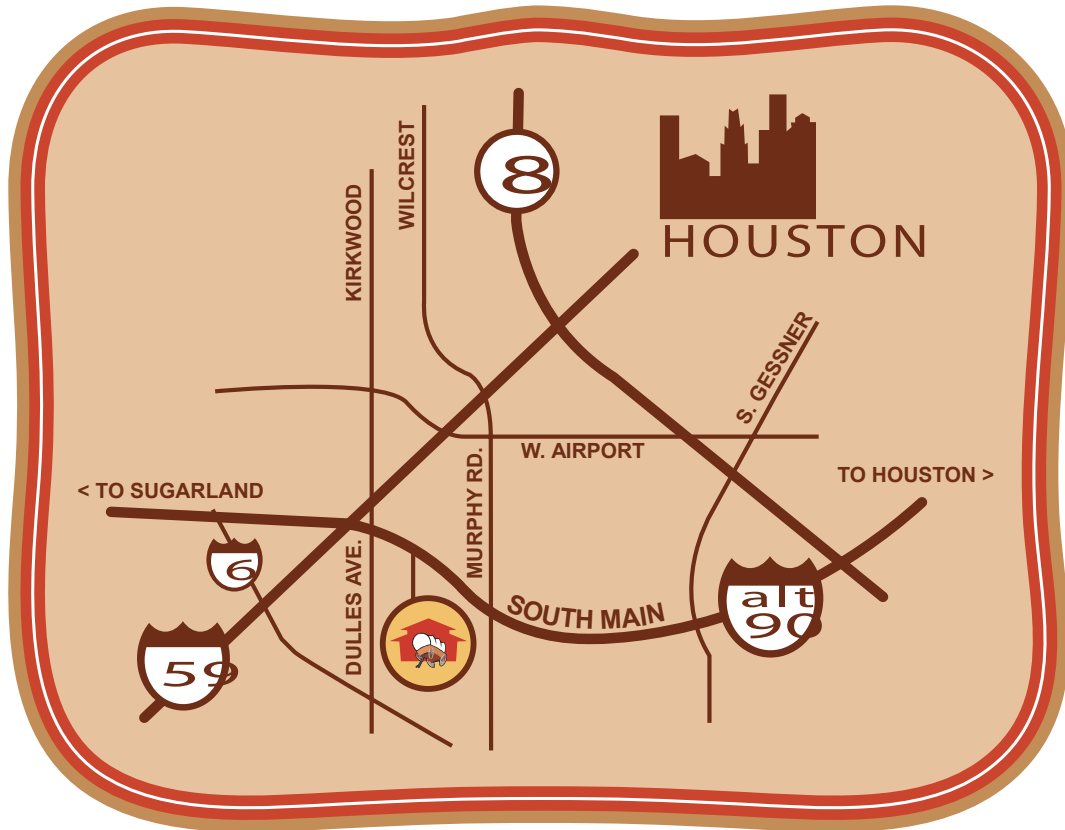 8
WILCREST
KIRKWOOD
HOUSTON
S. GESSNER
W. AIRPORT
MURPHY RD.
TO HOUSTON >
< TO SUGARLAND
6
DULLES AVE.
SOUTH MAIN
alt
90
59